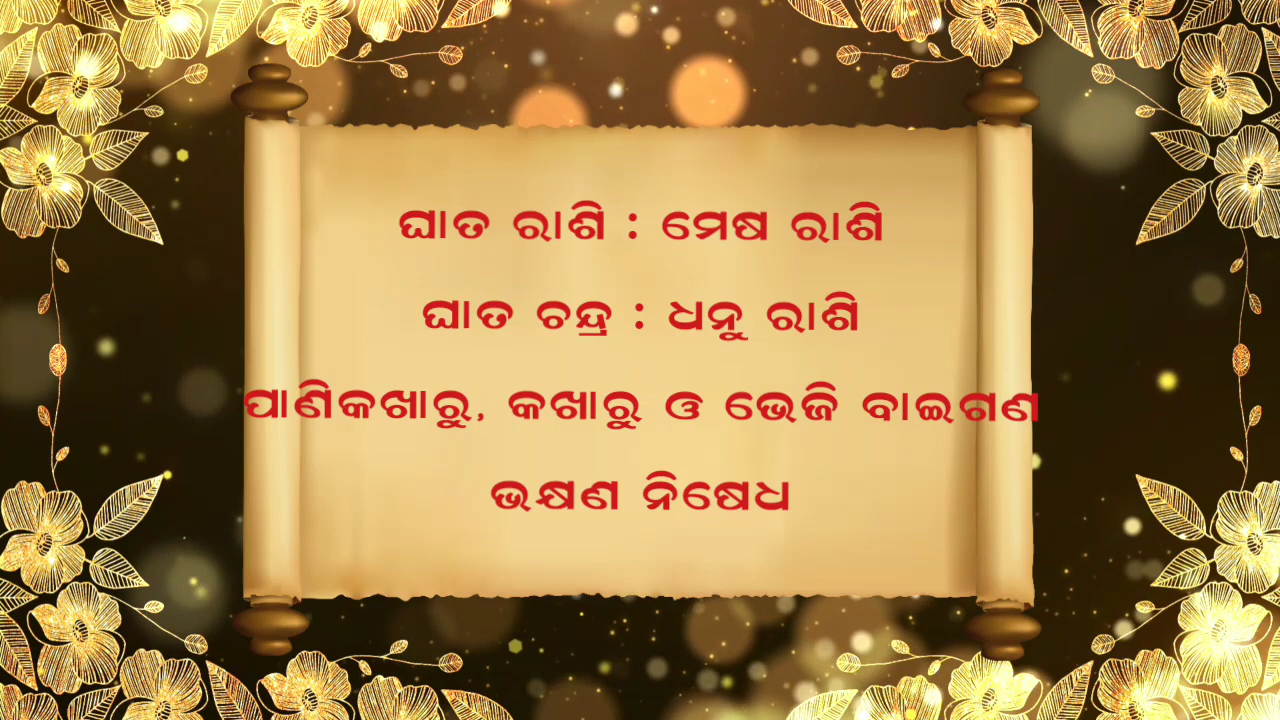 ଘାତ ରାଶି : ମେଷ ରାଶି
ଘାତ ଚନ୍ଦ୍ର : ଧନୁ ରାଶି
ପାଣିକଖାରୁ, କଖାରୁ ଓ ଭେଜି ବାଇଗଣ
ଭକ୍ଷଣ ନିଷେଧ